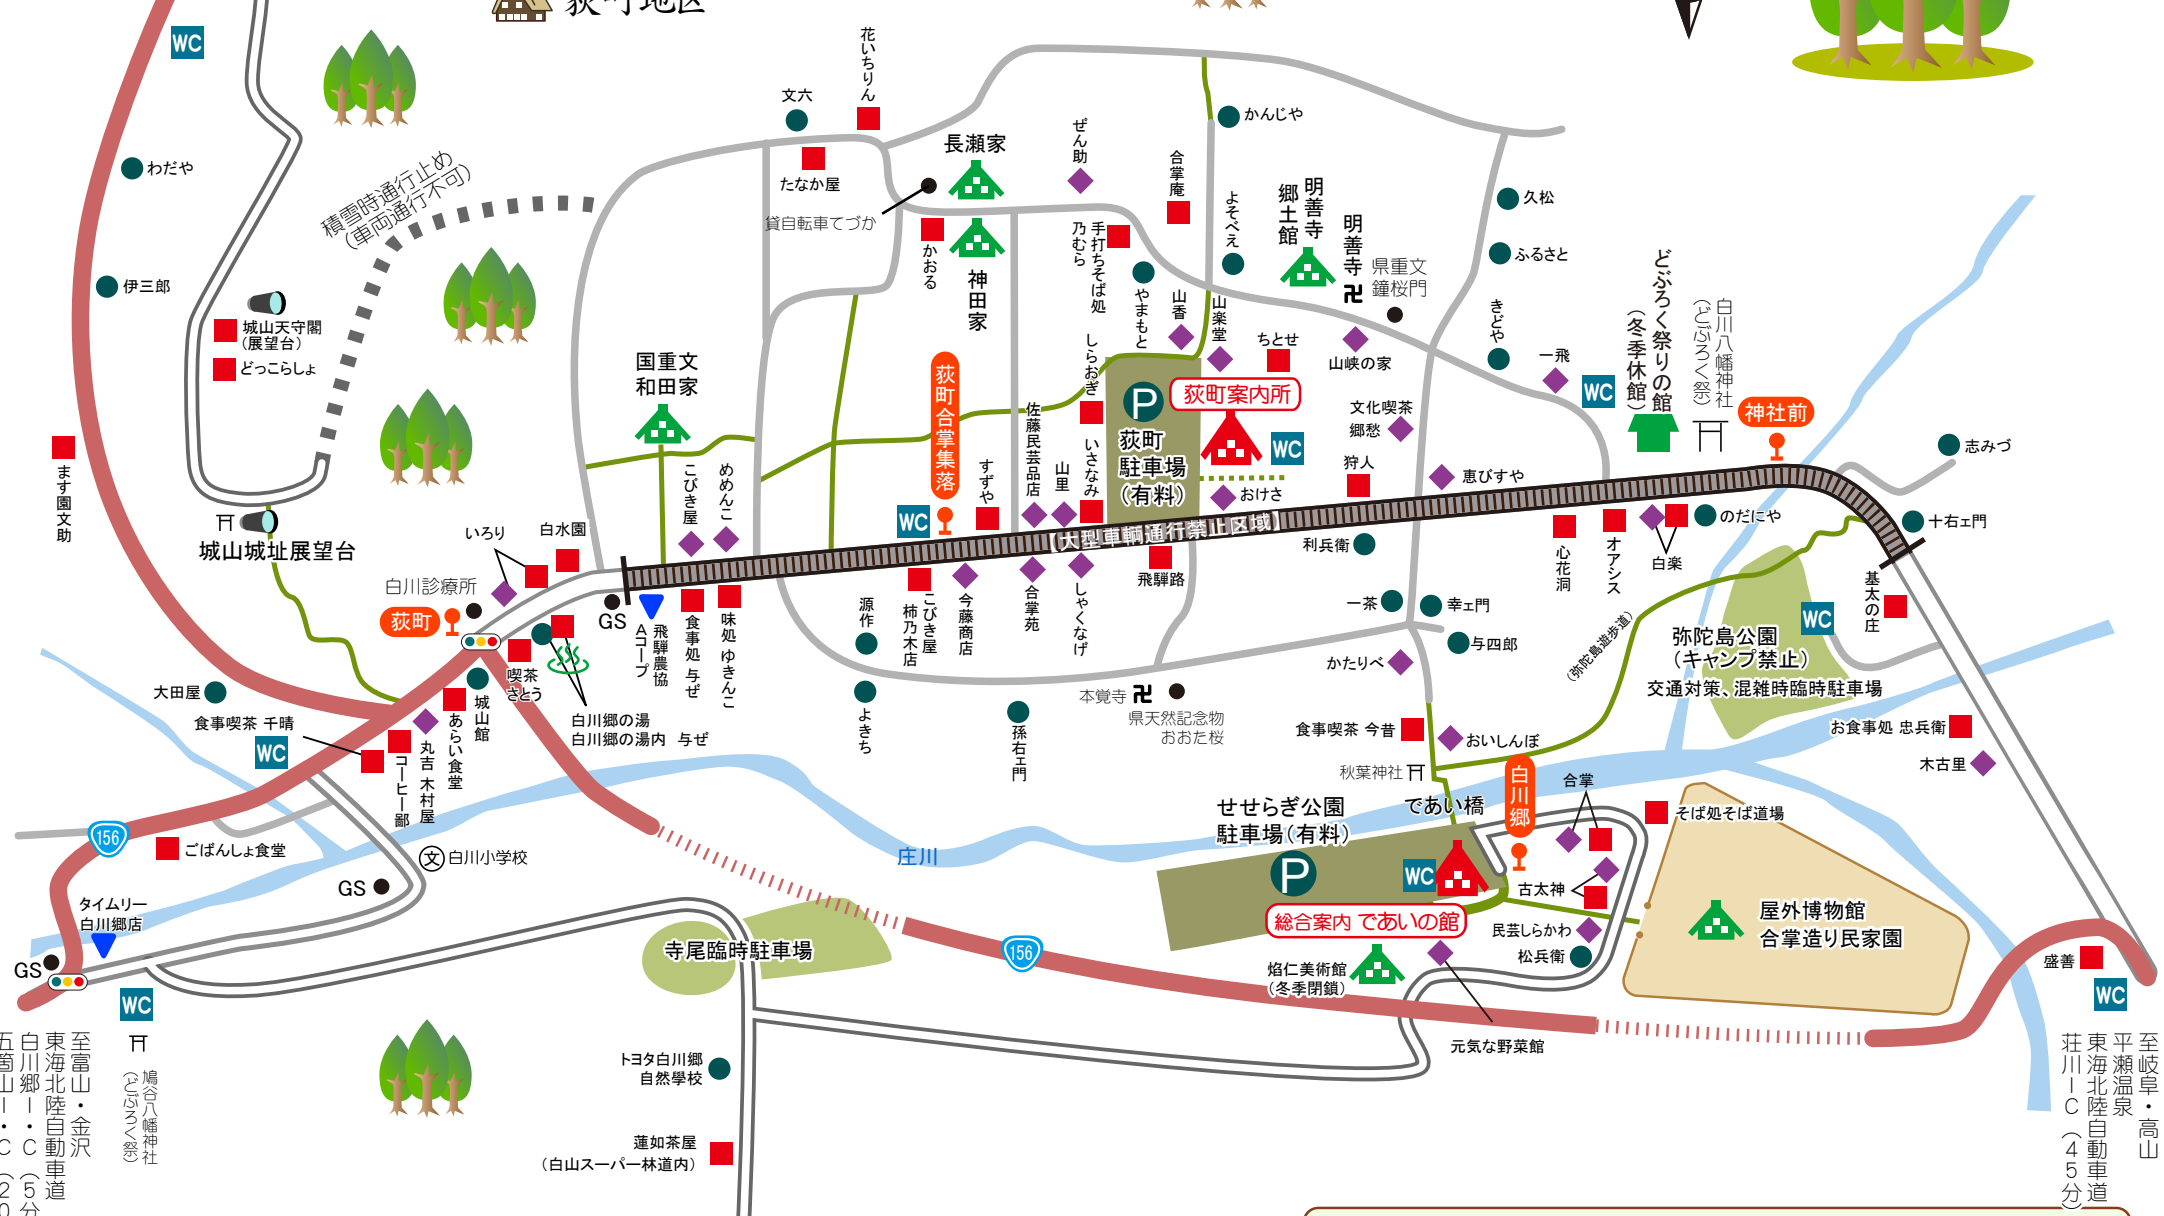 荻町地区
WC
花いちりん
文六
たなか屋
長瀬家
貸自転車てづか
かおる
神田家
ぜん助
合掌庵
手打ちそば処
乃むら
かんじや
よそべえ
やまもと
山香
山楽堂
ちとせ
しらおぎ
明善寺
郷土館
明善寺
県重文
鐘桜門
山峡の家
久松
ふるさと
きどや
一飛
WC
どぶろく祭りの館
(冬季休館)
白川八幡神社
(どぶろく祭)
神社前
志みづ
十右ェ門
わだや
伊三郎
積雪時通行止め
(車両通行不可)
城山天守閣
(展望台)
どっこらしょ
ます園文助
城山城址展望台
国重文
和田家
こびき屋
めめんこ
荻町合掌集落
WC
すずや
佐藤民芸品店
山里
いさなみ
P
荻町
駐車場
(有料)
荻町案内所
WC
おけさ
文化喫茶
郷愁
狩人
恵びすや
【大型車輌通行禁止区域】
いろり
白水園
白川診療所
荻町
GS
飛騨農協
Aコープ
食事処 与ぜ
味処 ゆきんこ
源作
こびき屋
柿乃木店
今藤商店
合掌苑
しゃくなげ
飛騨路
利兵衛
一茶
幸ェ門
与四郎
かたりべ
心花洞
オアシス
白楽
のだにや
基太の庄
WC
弥陀島公園
(キャンプ禁止)
交通対策、混雑時臨時駐車場
(弥陀島遊歩道)
お食事処 忠兵衛
木古里
大田屋
食事喫茶 千晴
WC
喫茶
さとう
城山館
あらい食堂
丸吉 木村屋
コーヒー鄙
白川郷の湯
白川郷の湯内 与ぜ
よきち
孫右ェ門
本覚寺
県天然記念物
おおた桜
食事喫茶 今昔
おいしんぼ
秋葉神社
であい橋
白川郷
合掌
そば処そば道場
せせらぎ公園
駐車場(有料)
P
WC
総合案内 であいの館
古太神
民芸しらかわ
松兵衛
屋外博物館
合掌造り民家園
焔仁美術館
(冬季閉鎖)
元気な野菜館
盛善
WC
156
ごばんしょ食堂
文
白川小学校
GS
タイムリー
白川郷店
GS
WC
庄川
寺尾臨時駐車場
156
トヨタ白川郷
自然學校
蓮如茶屋
(白山スーパー林道内)
鳩谷八幡神社
(どぶろく祭)
至富山・金沢
東海北陸自動車道
白川郷I・C(5分
五箇山I・C(20
至岐阜・高山
平瀬温泉
東海北陸自動車道
荘川IC(45分)